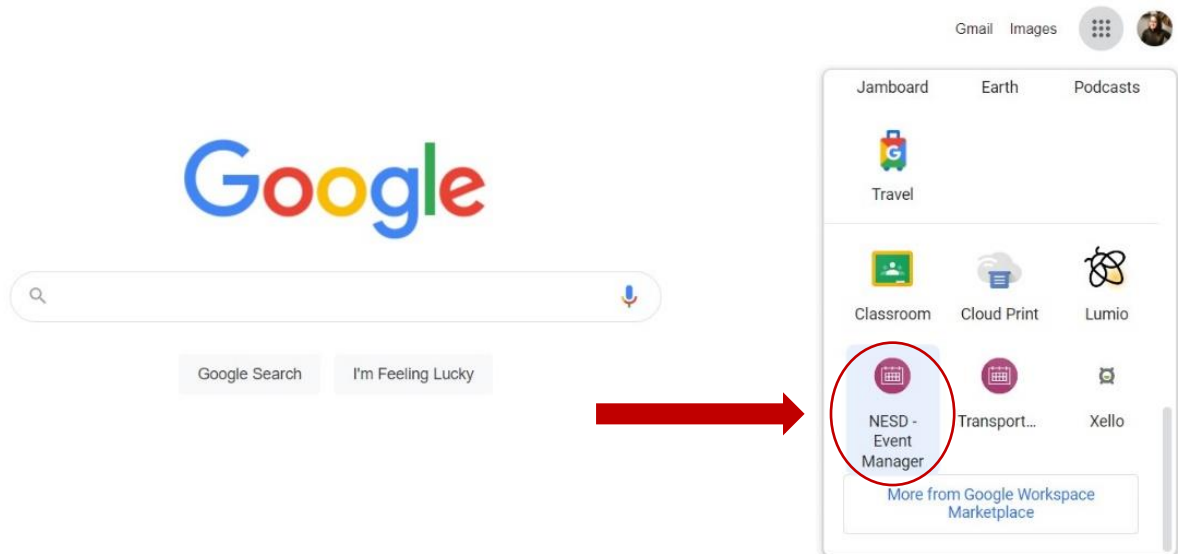 Gmail Images
Jamboard Earth Podcasts
Google
G
Travel
Classroom Cloud Print Lumio
Google Search I'm Feeling Lucky
NESD - Transport... Xello
Event
Manager
More from Google Workspace
Marketplace